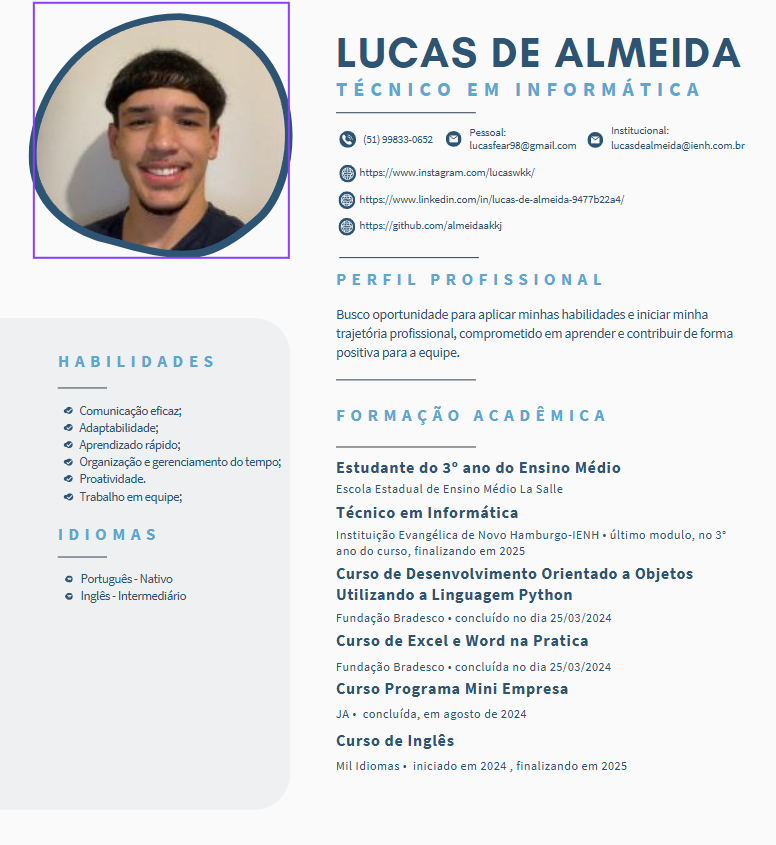 LUCAS DE ALMEIDA
TÉCNICO EM INFORMÁTICA
(51) 99833-0652
Pessoal:
lucasfear98@gmail.com
Institucional:
lucasdealmeida@ienh.com.br
https://www.instagram.com/lucaswkk/
https://www.linkedin.com/in/lucas-de-almeida-9477b22a4/
https://github.com/almeidaakkj
PERFIL PROFISSIONAL
Busco oportunidade para aplicar minhas habilidades e iniciar minha
trajetória profissional, comprometido em aprender e contribuir de forma
positiva para a equipe.
HABILIDADES
Comunicação eficaz;
Adaptabilidade;
Aprendizado rápido;
Organização e gerenciamento do tempo;
Proatividade.
Trabalho em equipe;
IDIOMAS
Português - Nativo
Inglês - Intermediário
FORMAÇÃO ACADÊMICA
Estudante do 3º ano do Ensino Médio
Escola Estadual de Ensino Médio La Salle
Técnico em Informática
Instituição Evangélica de Novo Hamburgo-IENH • último modulo, no 3°
ano do curso, finalizando em 2025
Curso de Desenvolvimento Orientado a Objetos
Utilizando a Linguagem Python
Fundação Bradesco • concluído no dia 25/03/2024
Curso de Excel e Word na Pratica
Fundação Bradesco • concluída no dia 25/03/2024
Curso Programa Mini Empresa
JA • concluída, em agosto de 2024
Curso de Inglês
Mil Idiomas • iniciado em 2024 , finalizando em 2025